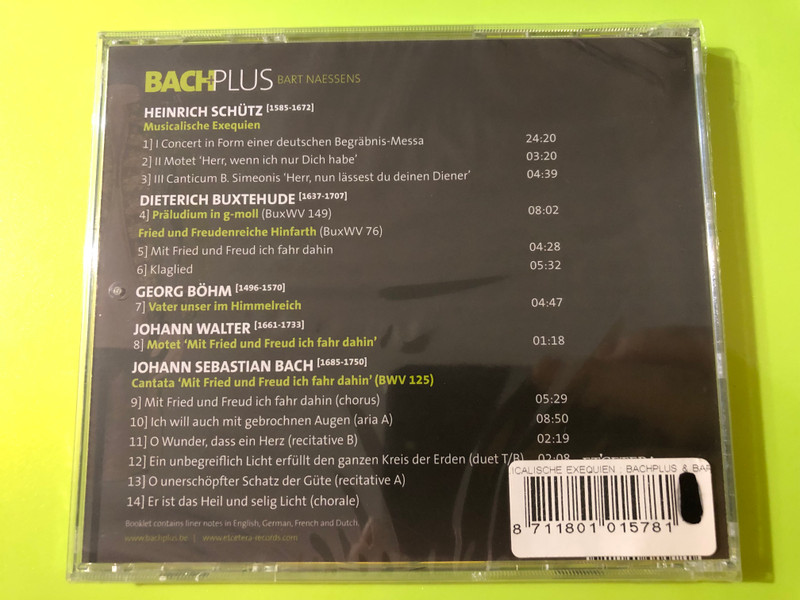 BACHPLUS BART NAESSENS
HEINRICH SCHÜTZ [1585-1672]
Musicalische Exequien
1] I Concert in Form einer deutschen Begräbnis-Messa 24:20
2] II Motet ‘Herr, wenn ich nur Dich habe’ 03:20
3] III Canticum B. Simeonis ‘Herr, nun lässest du deinen Diener’ 04:39
DIETERICH BUXTEHUDE [1637-1707]
4] Präludium in g-moll (BuxWV 149) 08:02
Fried und Freudenreiche Hinfarth (BuxWV 76)
5] Mit Fried und Freud ich fahr dahin 04:28
6] Klaglied 05:32
GEORG BÖHM [1496-1570]
7] Vater unser im Himmelreich 04:47
JOHANN WALTER [1661-1733]
8] Motet ‘Mit Fried und Freud ich fahr dahin’ 01:18
JOHANN SEBASTIAN BACH [1685-1750]
Cantata ‘Mit Fried und Freud ich fahr dahin’ (BWV 125)
9] Mit Fried und Freud ich fahr dahin (chorus) 05:29
10] Ich will auch mit gebrochnen Augen (aria A) 08:50
11] O Wunder, dass ein Herz (recitative B) 02:19
12] Ein unbegreiflich Licht erfüllt den ganzen Kreis der Erden (duet T/B) 02:08
13] O unerschöpfter Schatz der Güte (recitative A)
14] Er ist das Heil und selig Licht (chorale)
Booklet contains liner notes in English, German, French and Dutch.
www.bachplus.be | www.etcetera-records.com
ET'CETERA
ICALISCHE EXEQUIEN ; BACHPLUS & BAR
8 711801 015781